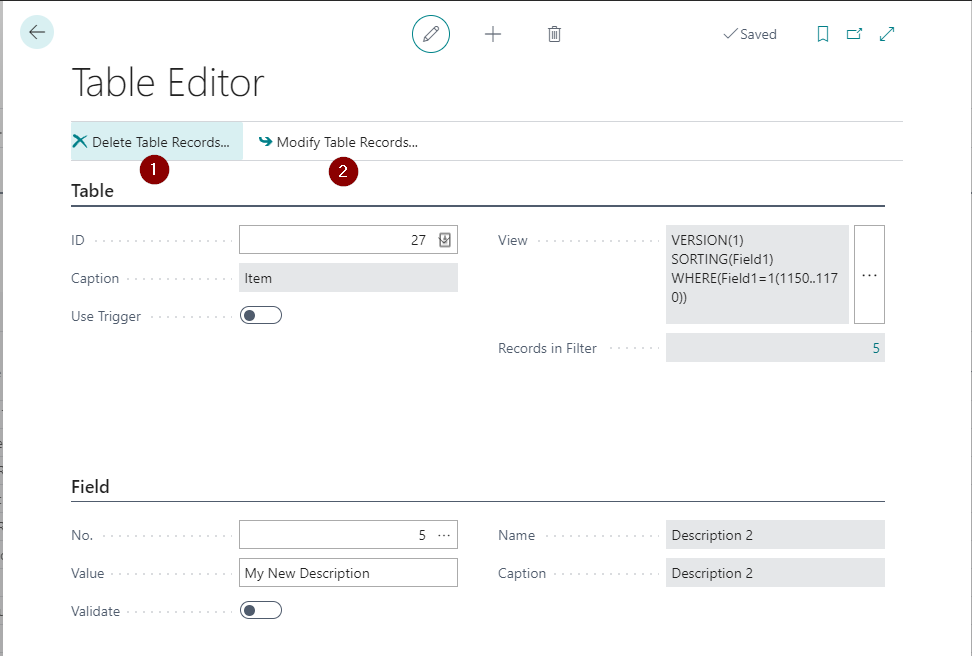 Saved
Table Editor
Delete Table Records...
Modify Table Records...
1
2
Table
ID
27
Caption
Item
Use Trigger
View
VERSION(1)
SORTING(Field1)
WHERE(Field1=1(1150..117
0))
...
Records in Filter
5
Field
No.
5 ...
Value
My New Description
Validate
Name
Description 2
Caption
Description 2